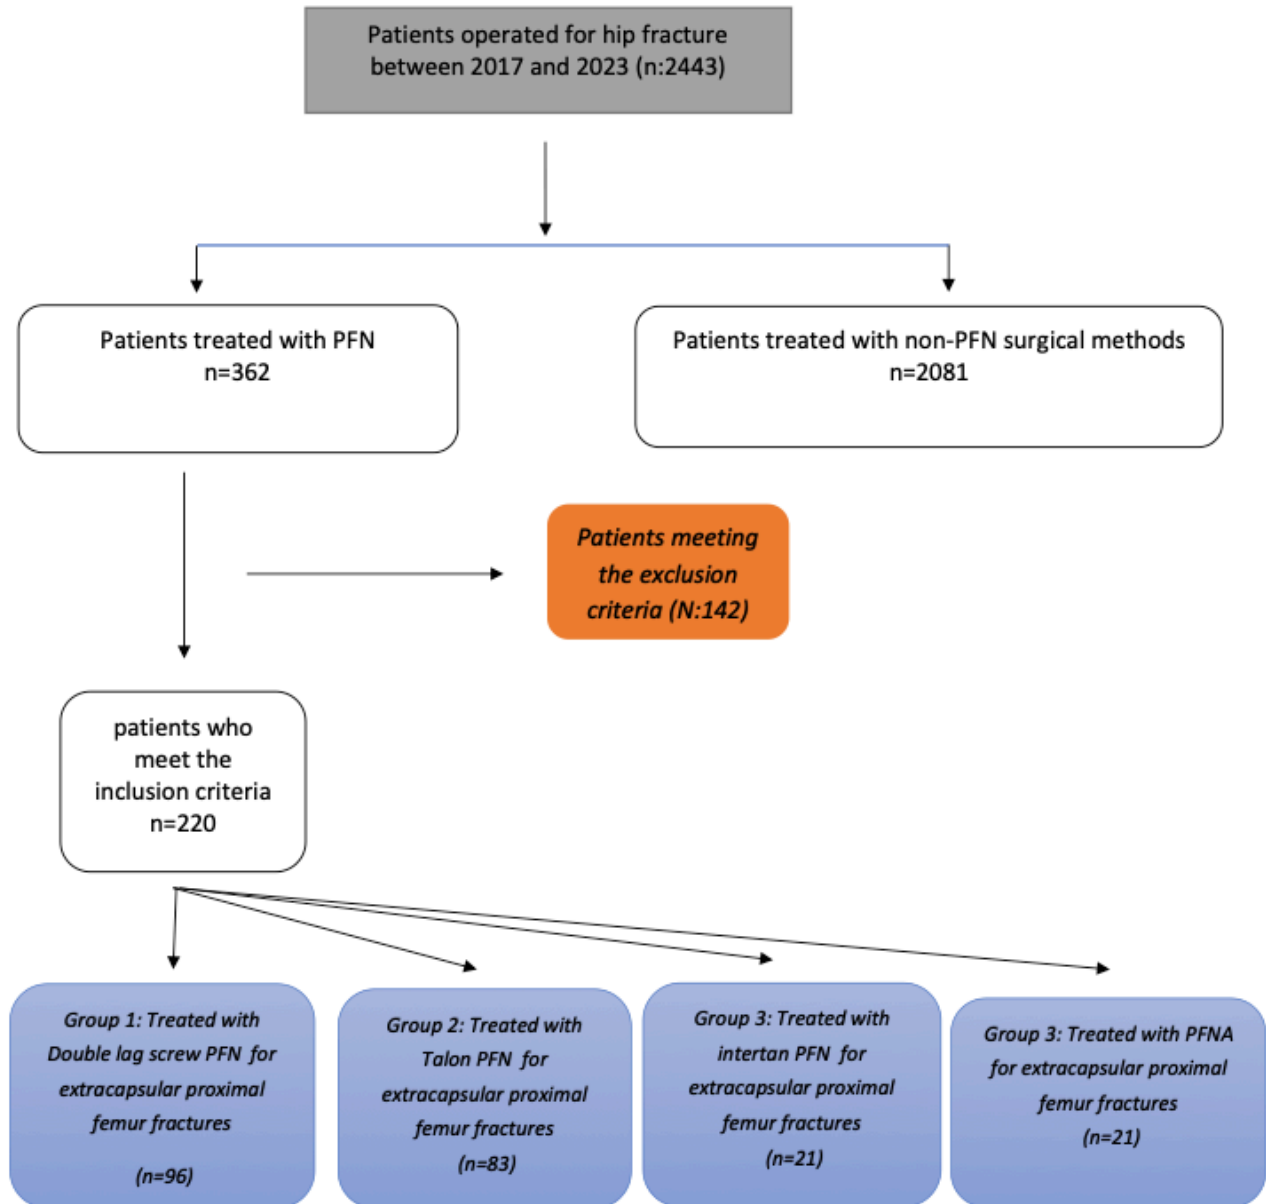 Patients operated for hip fracture
between 2017 and 2023 (n:2443)
Patients treated with PFN
n=362
Patients treated with non-PFN surgical methods
n=2081
Patients meeting
the exclusion
criteria (N:142)
patients who
meet the
inclusion criteria
n=220
Group 1: Treated with
Double lag screw PFN for
extracapsular proximal
femur fractures
(n=96)
Group 2: Treated with
Talon PFN for
extracapsular proximal
femur fractures
(n=83)
Group 3: Treated with
intertan PFN for
extracapsular proximal
femur fractures
(n=21)
Group 3: Treated with PFNA
for extracapsular proximal
femur fractures
(n=21)